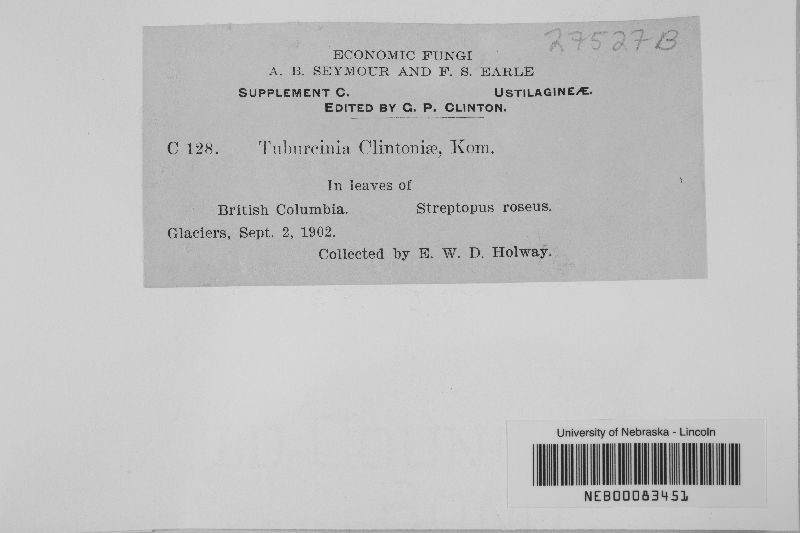 27527B
ECONOMIC FUNGI
A. B. SEYMOUR AND F. S. EARLE
SUPPLEMENT C. USTILAGINEÆ.
EDITED BY G. P. CLINTON.
C 128. Tuburcinia Clintoniæ, Kom.
In leaves of
British Columbia. Streptopus roseus.
Glaciers, Sept. 2, 1902.
Collected by E. W. D. Holway.
University of Nebraska - Lincoln
NEB00083451